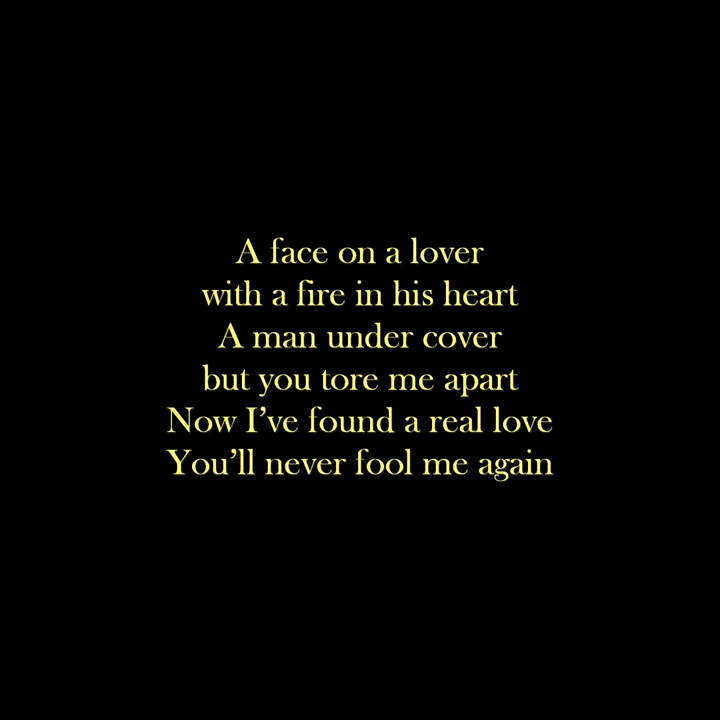 A face on a lover
with a fire in his heart
A man under cover
but you tore me apart
Now I’ve found a real love
You’ll never fool me again